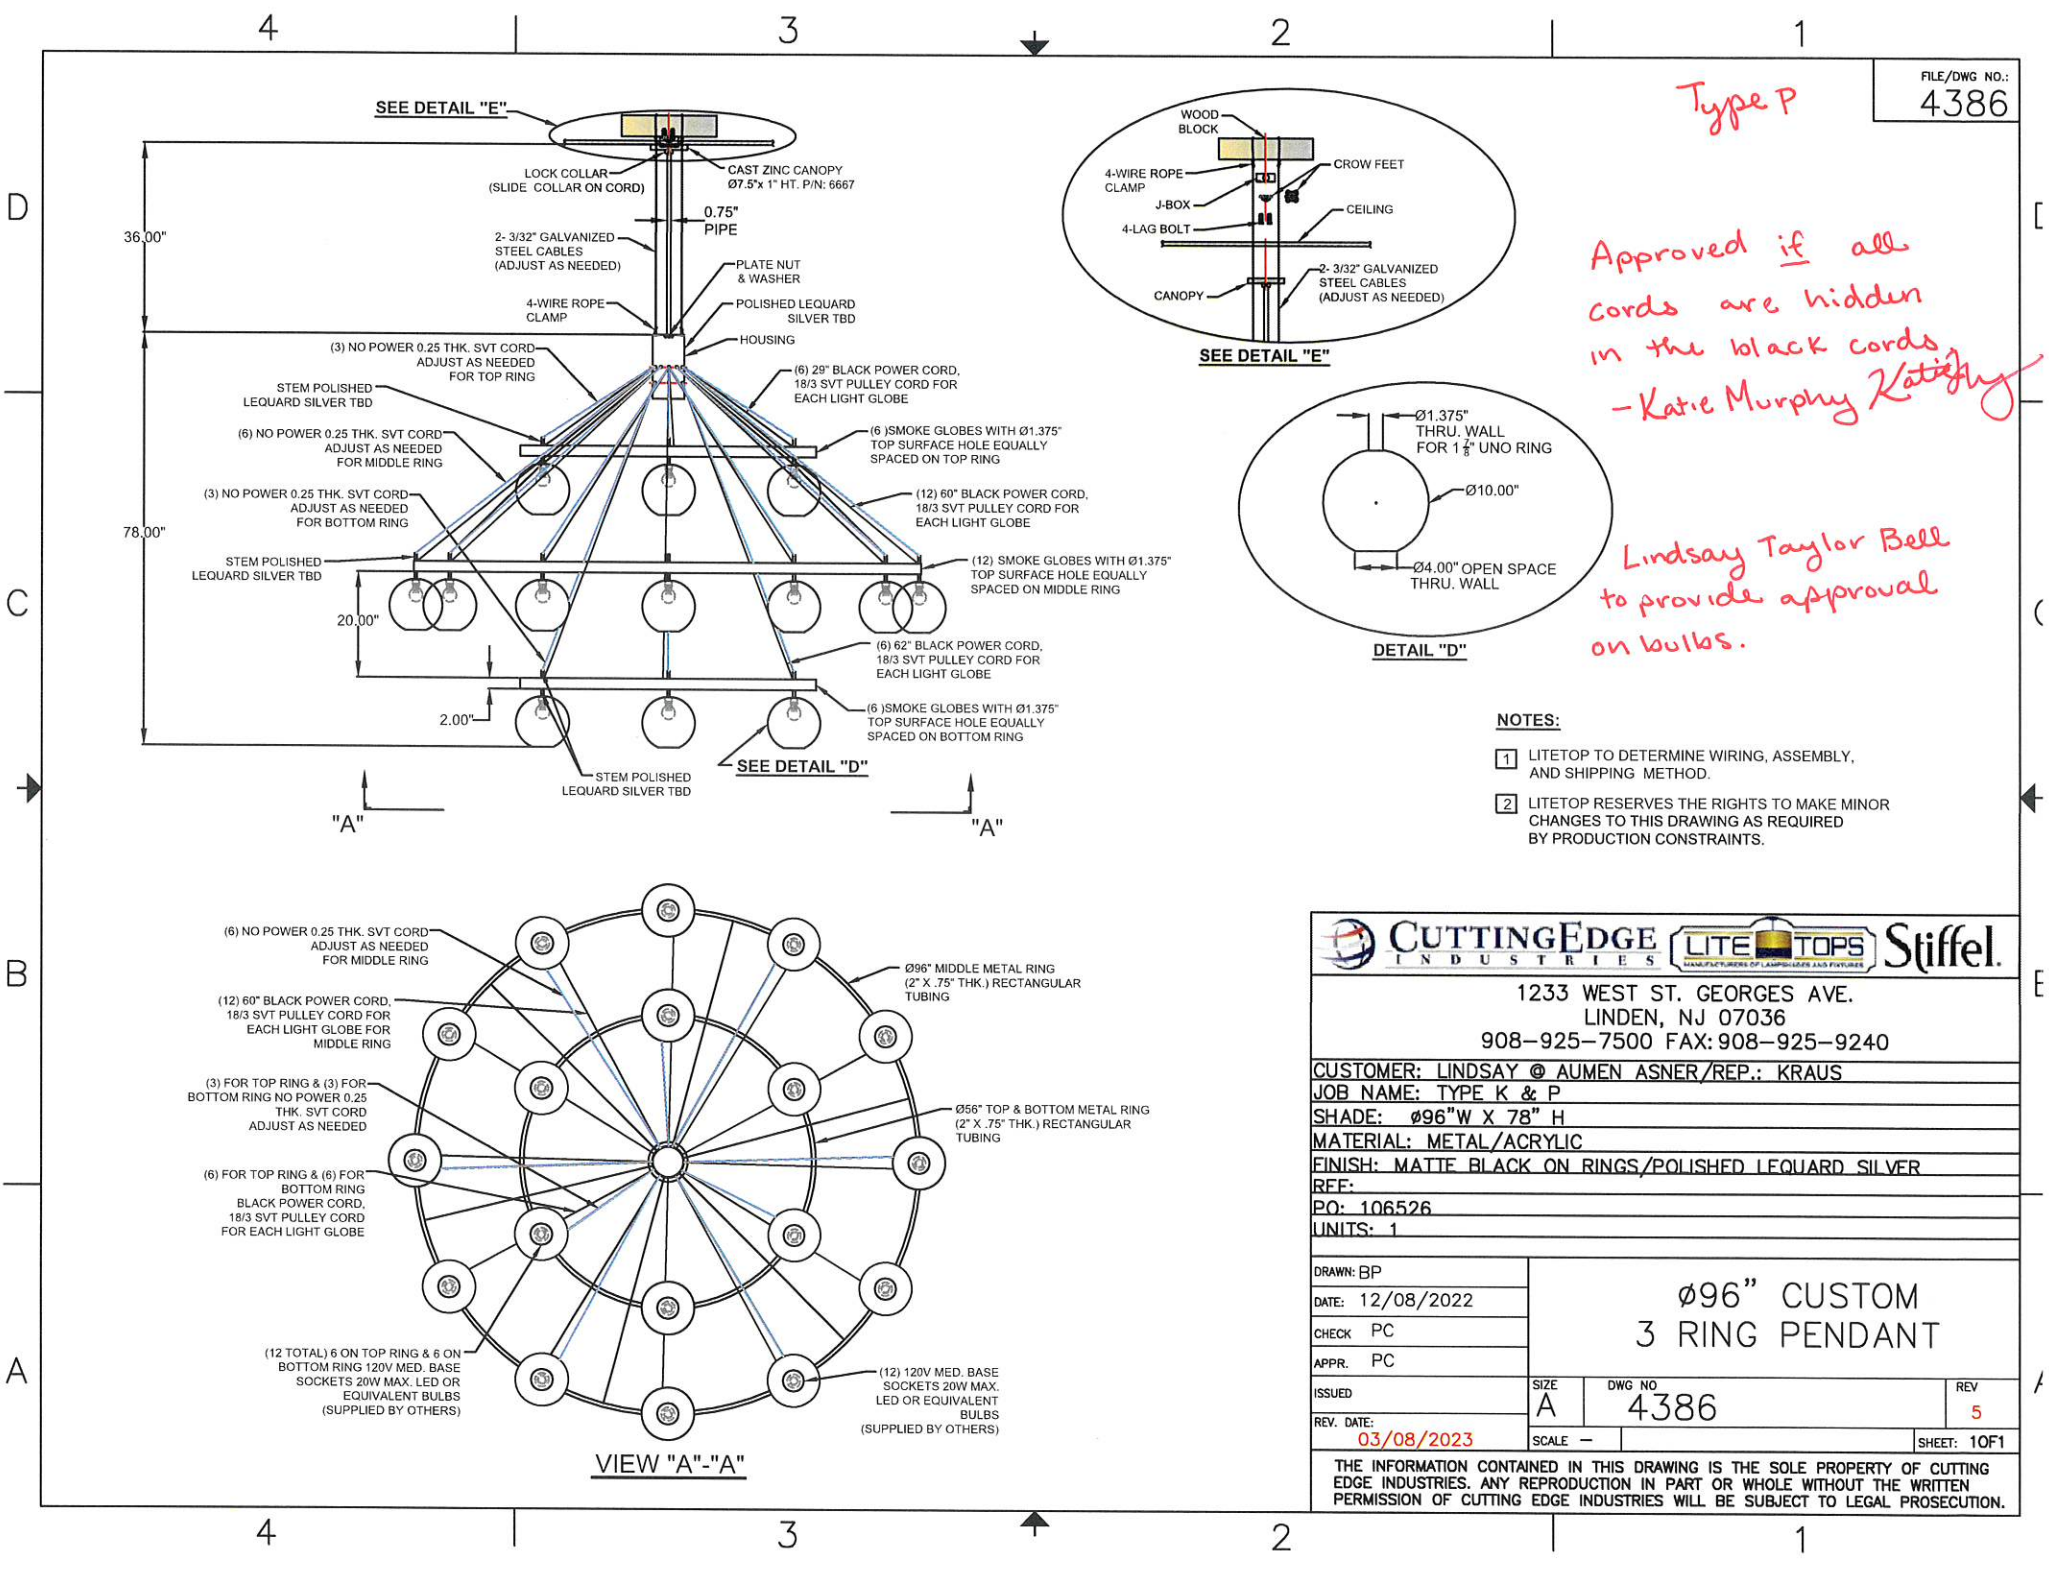 4
3
2
1
FILE/DWG NO.:
4386
Type P
SEE DETAIL "E"
LOCK COLLAR
(SLIDE COLLAR ON CORD)
CAST ZINC CANOPY
Ø7.5"x 1" HT. P/N: 6667
D
36.00"
0.75"
PIPE
2- 3/32" GALVANIZED
STEEL CABLES
(ADJUST AS NEEDED)
PLATE NUT
& WASHER
4-WIRE ROPE
CLAMP
POLISHED LEQUARD
SILVER TBD
HOUSING
(3) NO POWER 0.25 THK. SVT CORD
ADJUST AS NEEDED
FOR TOP RING
STEM POLISHED
LEQUARD SILVER TBD
(6) 29" BLACK POWER CORD,
18/3 SVT PULLEY CORD FOR
EACH LIGHT GLOBE
(6) NO POWER 0.25 THK. SVT CORD
ADJUST AS NEEDED
FOR MIDDLE RING
(6 )SMOKE GLOBES WITH Ø1.375"
TOP SURFACE HOLE EQUALLY
SPACED ON TOP RING
(3) NO POWER 0.25 THK. SVT CORD
ADJUST AS NEEDED
FOR BOTTOM RING
(12) 60" BLACK POWER CORD,
18/3 SVT PULLEY CORD FOR
EACH LIGHT GLOBE
78.00"
STEM POLISHED
LEQUARD SILVER TBD
(12) SMOKE GLOBES WITH Ø1.375"
TOP SURFACE HOLE EQUALLY
SPACED ON MIDDLE RING
C
20.00"
(6) 62" BLACK POWER CORD,
18/3 SVT PULLEY CORD FOR
EACH LIGHT GLOBE
2.00"
(6 )SMOKE GLOBES WITH Ø1.375"
TOP SURFACE HOLE EQUALLY
SPACED ON BOTTOM RING
SEE DETAIL "D"
STEM POLISHED
LEQUARD SILVER TBD
"A"
"A"
WOOD
BLOCK
4-WIRE ROPE
CLAMP
CROW FEET
J-BOX
4-LAG BOLT
CEILING
2- 3/32" GALVANIZED
STEEL CABLES
(ADJUST AS NEEDED)
CANOPY
SEE DETAIL "E"
Approved if all
cords are hidden
in the black cords.
- Katie Murphy
Ø1.375"
THRU. WALL
FOR 1 7/8" UNO RING
Ø10.00"
Ø4.00" OPEN SPACE
THRU. WALL
DETAIL "D"
Lindsay Taylor Bell
to provide approval
on bulbs.
NOTES:
1 LITETOP TO DETERMINE WIRING, ASSEMBLY,
AND SHIPPING METHOD.
2 LITETOP RESERVES THE RIGHTS TO MAKE MINOR
CHANGES TO THIS DRAWING AS REQUIRED
BY PRODUCTION CONSTRAINTS.
B
(6) NO POWER 0.25 THK. SVT CORD
ADJUST AS NEEDED
FOR MIDDLE RING
(12) 60" BLACK POWER CORD,
18/3 SVT PULLEY CORD FOR
EACH LIGHT GLOBE FOR
MIDDLE RING
(3) FOR TOP RING & (3) FOR
BOTTOM RING NO POWER 0.25
THK. SVT CORD
ADJUST AS NEEDED
(6) FOR TOP RING & (6) FOR
BOTTOM RING
BLACK POWER CORD,
18/3 SVT PULLEY CORD
FOR EACH LIGHT GLOBE
Ø96" MIDDLE METAL RING
(2" X .75" THK.) RECTANGULAR
TUBING
Ø56" TOP & BOTTOM METAL RING
(2" X .75" THK.) RECTANGULAR
TUBING
A
(12 TOTAL) 6 ON TOP RING & 6 ON
BOTTOM RING 120V MED. BASE
SOCKETS 20W MAX. LED OR
EQUIVALENT BULBS
(SUPPLIED BY OTHERS)
(12) 120V MED. BASE
SOCKETS 20W MAX.
LED OR EQUIVALENT
BULBS
(SUPPLIED BY OTHERS)
VIEW "A"-"A"
CUTTINGEDGE
INDUSTRIES
LITE TOPS
MANUFACTURERS OF LAMPSHADES AND FIXTURES
Stiffel.
1233 WEST ST. GEORGES AVE.
LINDEN, NJ 07036
908-925-7500 FAX: 908-925-9240
CUSTOMER: LINDSAY @ AUMEN ASNER/REP.: KRAUS
JOB NAME: TYPE K & P
SHADE: Ø96"W X 78" H
MATERIAL: METAL/ACRYLIC
FINISH: MATTE BLACK ON RINGS/POLISHED LEQUARD SILVER
REF:
PO: 106526
UNITS: 1
DRAWN: BP
DATE: 12/08/2022
CHECK PC
APPR. PC
ISSUED
REV. DATE:
03/08/2023
Ø96" CUSTOM
3 RING PENDANT
SIZE
A
DWG NO
4386
REV
5
SCALE -
SHEET: 1OF1
THE INFORMATION CONTAINED IN THIS DRAWING IS THE SOLE PROPERTY OF CUTTING
EDGE INDUSTRIES. ANY REPRODUCTION IN PART OR WHOLE WITHOUT THE WRITTEN
PERMISSION OF CUTTING EDGE INDUSTRIES WILL BE SUBJECT TO LEGAL PROSECUTION.
4
3
2
1